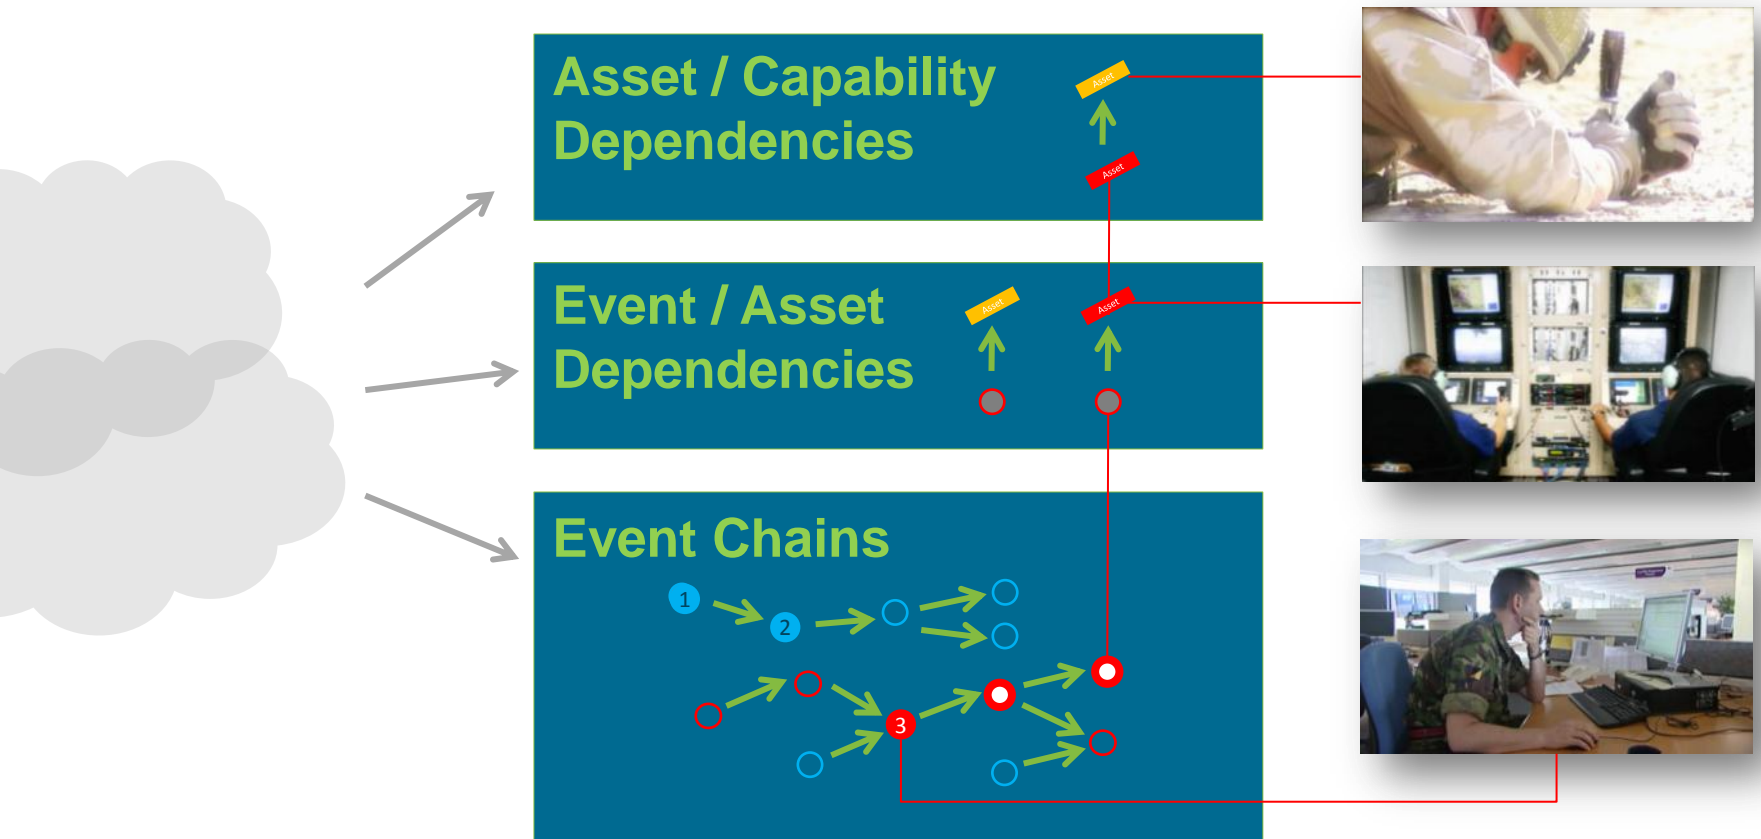 Asset / Capability
Dependencies
Asset
Asset
Event / Asset
Dependencies
Asset
Asset
Event Chains
1
2
3